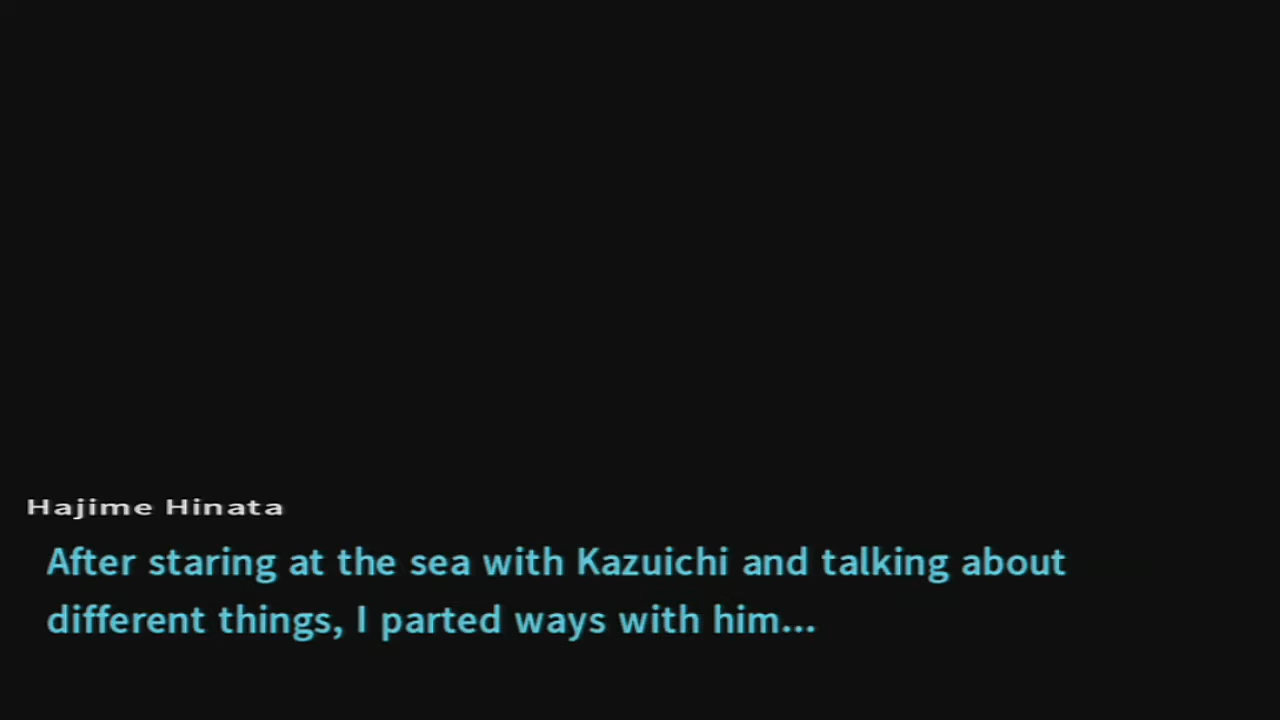 Hajime Hinata
After staring at the sea with Kazuichi and talking about
different things, I parted ways with him...